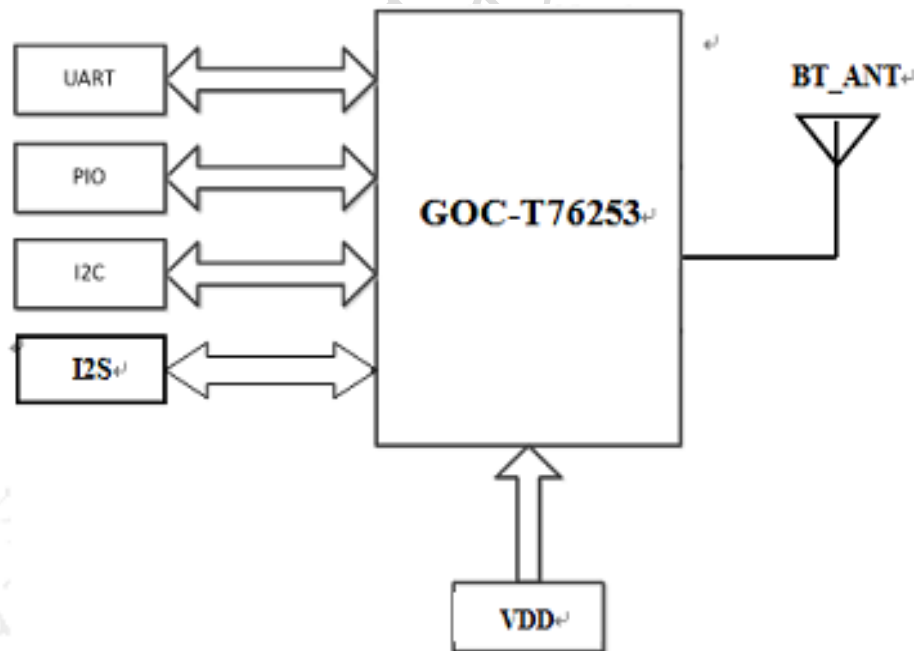 UART
PIO
I2C
I2S
GOC-T76253
BT_ANT
VDD